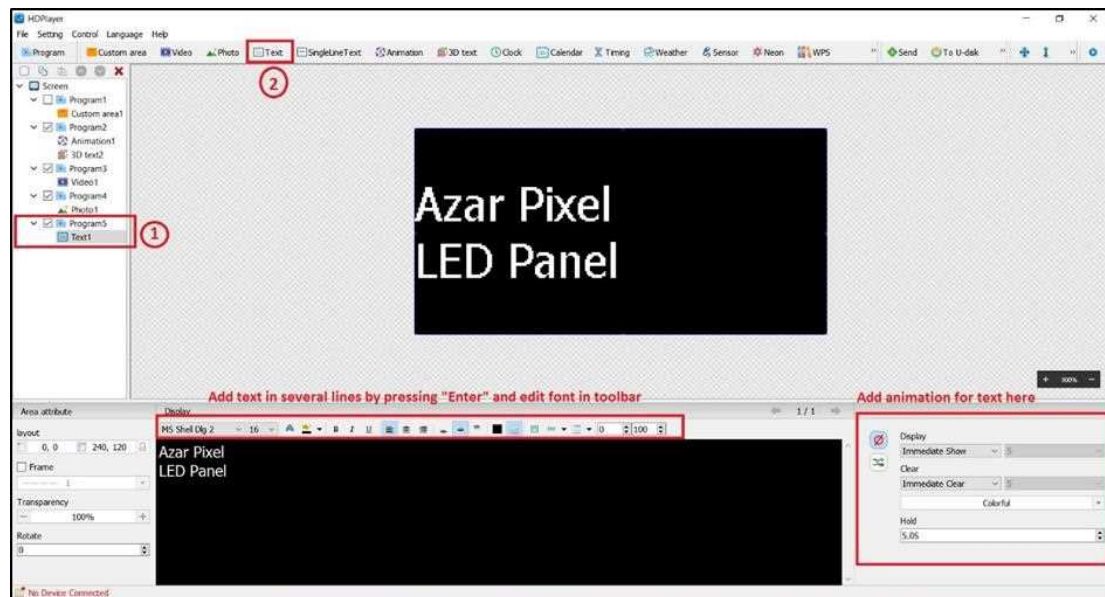 HDPlayer
File Setting Control Language Help
Program Custom area Video Photo Text SingleLineText Animation 3D text Clock Calendar Timing Weather Sensor Neon WPS Send To U-disk
2
Screen
Program1
Custom area1
Program2
Animation1
3D text2
Program3
Video1
Program4
Photo1
Program5
Text1
1
Azar Pixel
LED Panel
300%
Add text in several lines by pressing "Enter" and edit font in toolbar
Add animation for text here
Area attribute
Display
1/1
layout
0, 0 240, 120
Frame
1
Transparency
100%
Rotate
0
MS Shell Dlg 2 16 B I U 0 100
Azar Pixel
LED Panel
Display
Immediate Show 5
Clear
Immediate Clear 5
Colorful
Hold
5.0S
No Device Connected